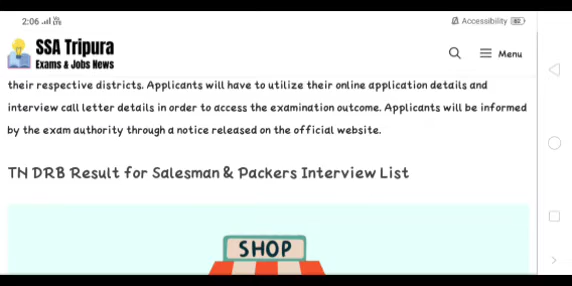 2:06
Accessibility
SSA Tripura
Exams & Jobs News
Menu
their respective districts. Applicants will have to utilize their online application details and
interview call letter details in order to access the examination outcome. Applicants will be informed
by the exam authority through a notice released on the official website.
TN DRB Result for Salesman & Packers Interview List
SHOP